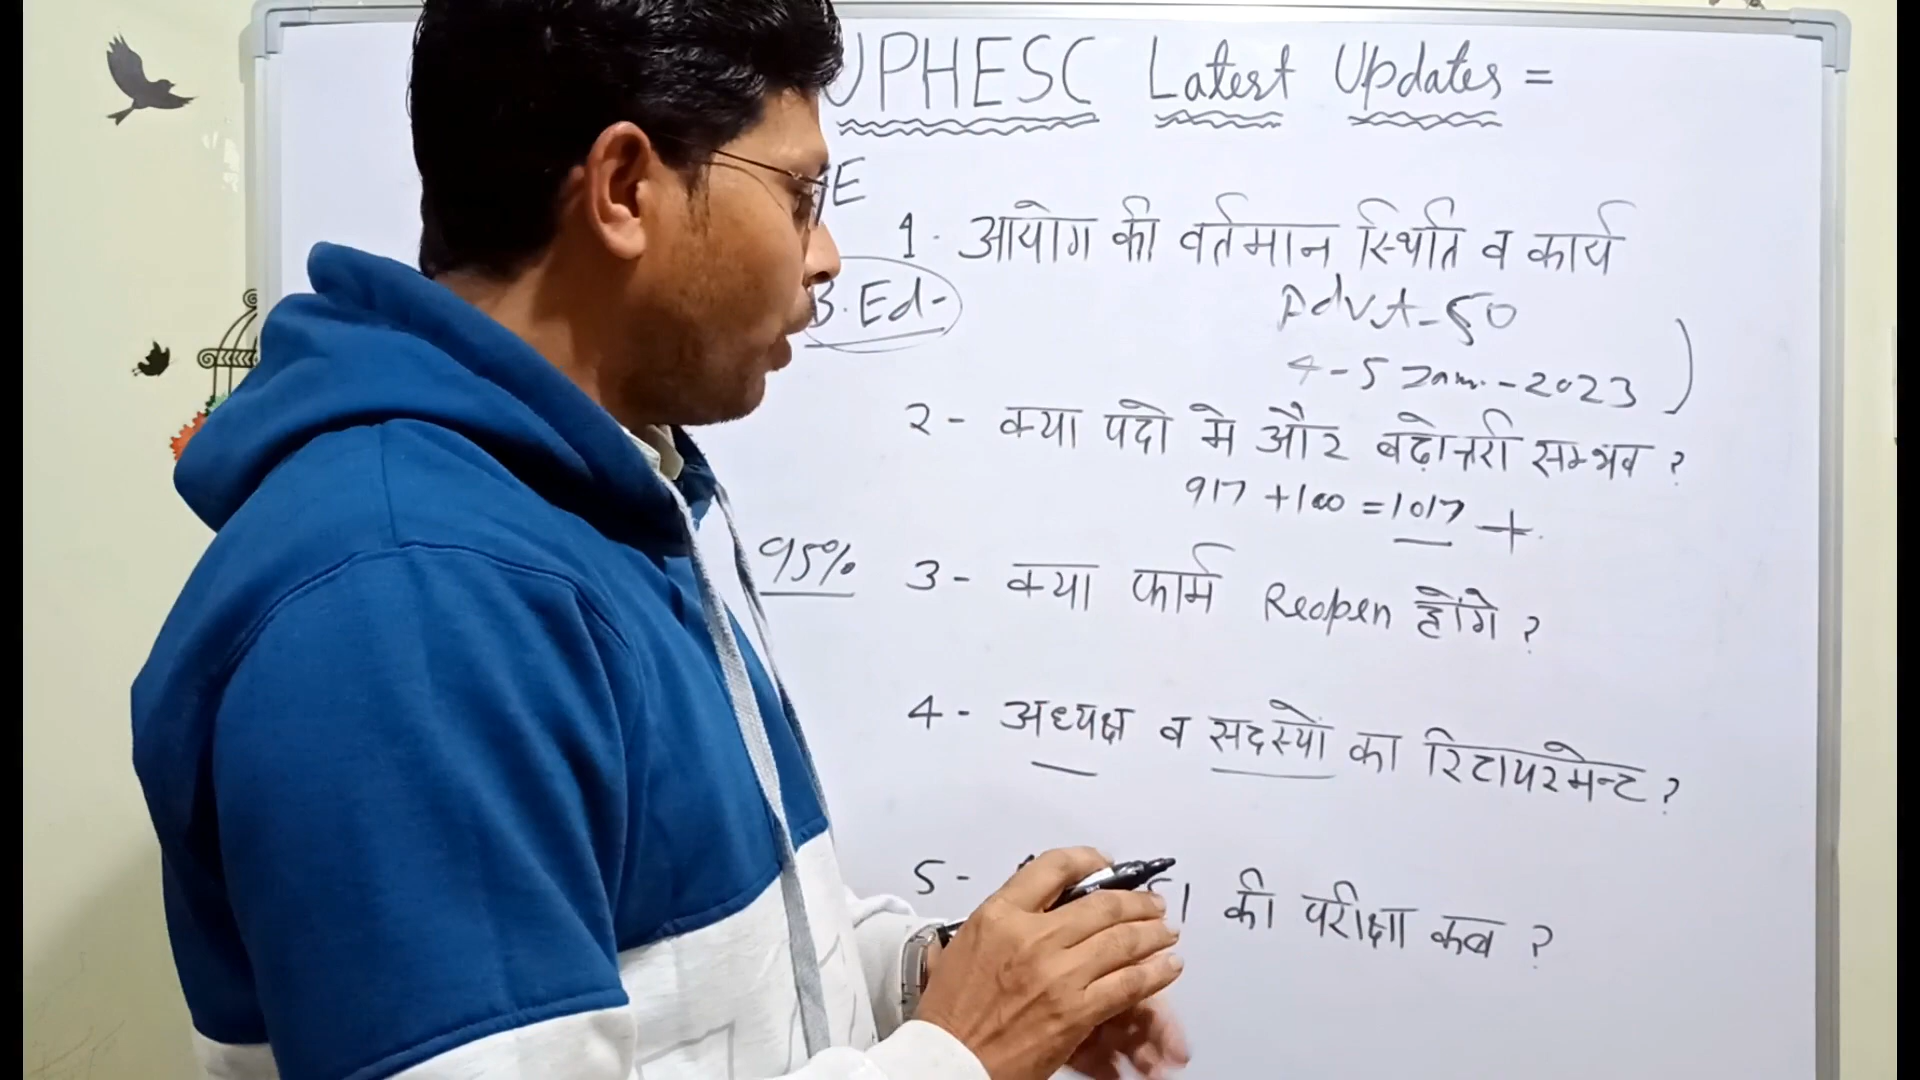 UPHESC Latest Updates =
1. आयोग की वर्तमान स्थिति व कार्य
B.Ed-
Advt-50
4-5 Jan.-2023
2- क्या पदो मे और बढ़ोत्तरी सम्भव ?
917 +100 =1017 +
95%
3- क्या फार्म Reopen होंगे ?
4- अध्यक्ष व सदस्यों का रिटायरमेन्ट ?
5-
51 की परीक्षा कब ?